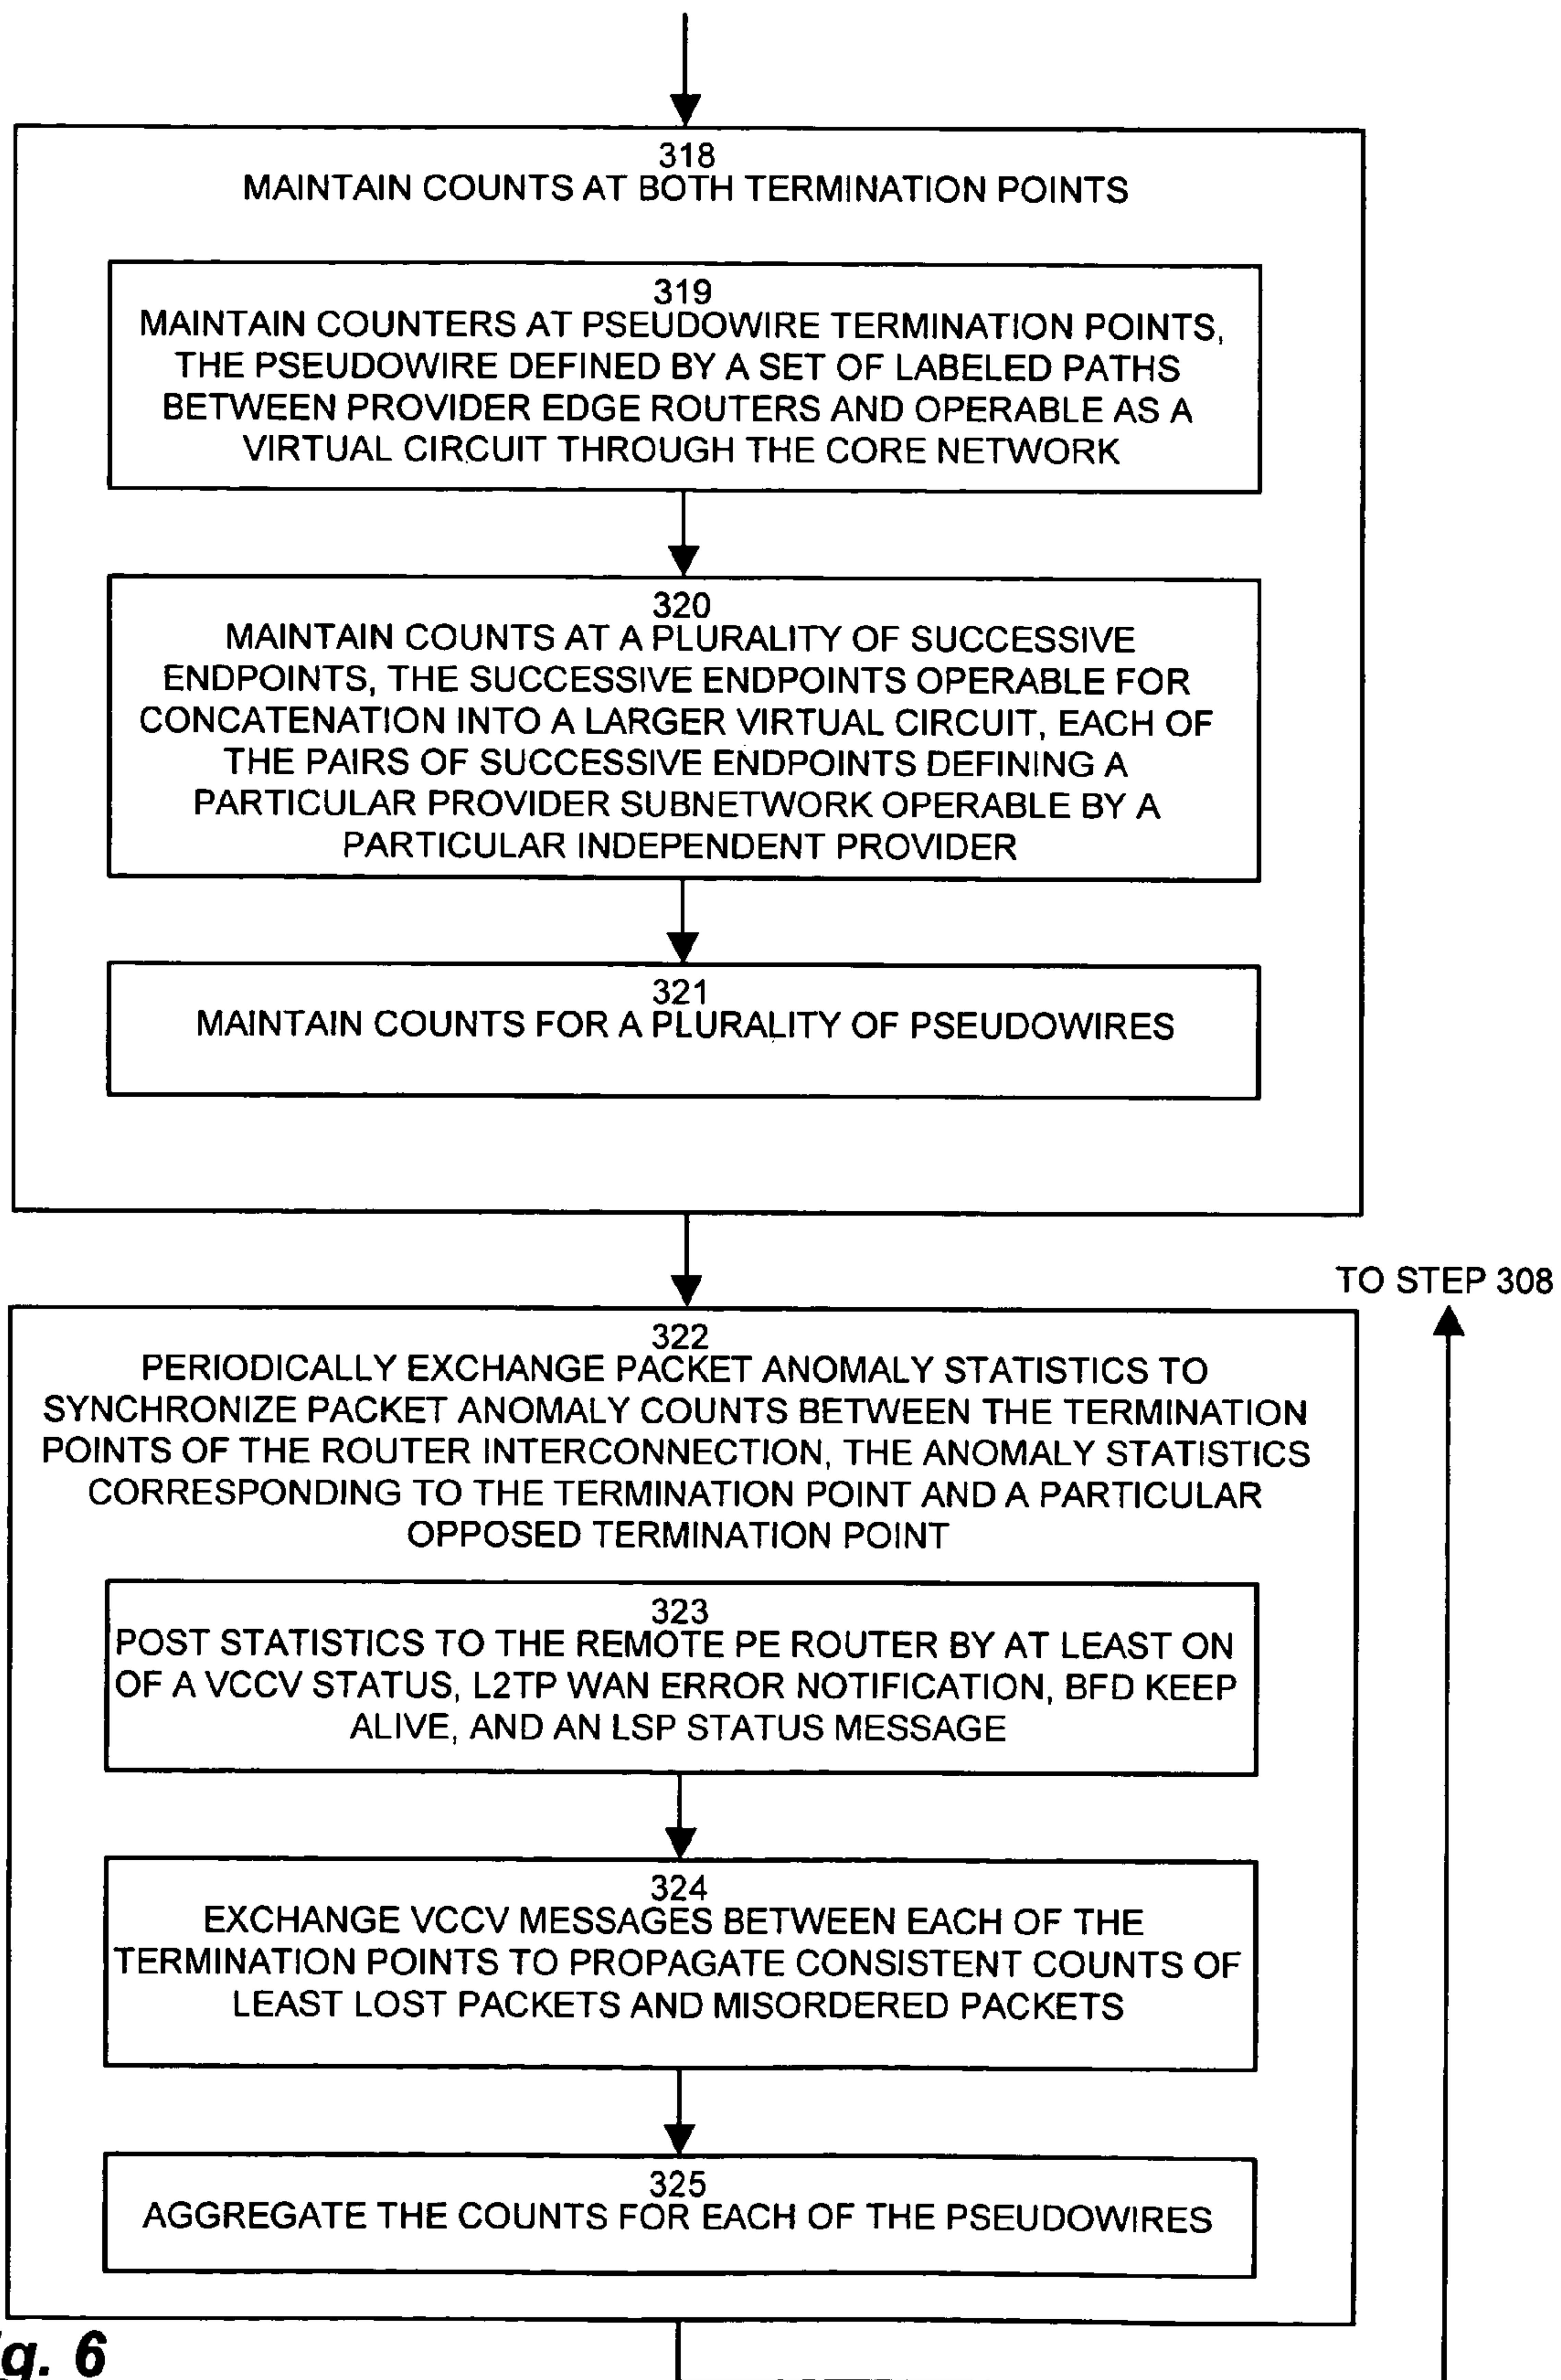 318
MAINTAIN COUNTS AT BOTH TERMINATION POINTS
319
MAINTAIN COUNTERS AT PSEUDOWIRE TERMINATION POINTS,
THE PSEUDOWIRE DEFINED BY A SET OF LABELED PATHS
BETWEEN PROVIDER EDGE ROUTERS AND OPERABLE AS A
VIRTUAL CIRCUIT THROUGH THE CORE NETWORK
320
MAINTAIN COUNTS AT A PLURALITY OF SUCCESSIVE
ENDPOINTS, THE SUCCESSIVE ENDPOINTS OPERABLE FOR
CONCATENATION INTO A LARGER VIRTUAL CIRCUIT, EACH OF
THE PAIRS OF SUCCESSIVE ENDPOINTS DEFINING A
PARTICULAR PROVIDER SUBNETWORK OPERABLE BY A
PARTICULAR INDEPENDENT PROVIDER
321
MAINTAIN COUNTS FOR A PLURALITY OF PSEUDOWIRES
TO STEP 308
322
PERIODICALLY EXCHANGE PACKET ANOMALY STATISTICS TO
SYNCHRONIZE PACKET ANOMALY COUNTS BETWEEN THE TERMINATION
POINTS OF THE ROUTER INTERCONNECTION, THE ANOMALY STATISTICS
CORRESPONDING TO THE TERMINATION POINT AND A PARTICULAR
OPPOSED TERMINATION POINT
323
POST STATISTICS TO THE REMOTE PE ROUTER BY AT LEAST ON
OF A VCCV STATUS, L2TP WAN ERROR NOTIFICATION, BFD KEEP
ALIVE, AND AN LSP STATUS MESSAGE
324
EXCHANGE VCCV MESSAGES BETWEEN EACH OF THE
TERMINATION POINTS TO PROPAGATE CONSISTENT COUNTS OF
LEAST LOST PACKETS AND MISORDERED PACKETS
325
AGGREGATE THE COUNTS FOR EACH OF THE PSEUDOWIRES
6